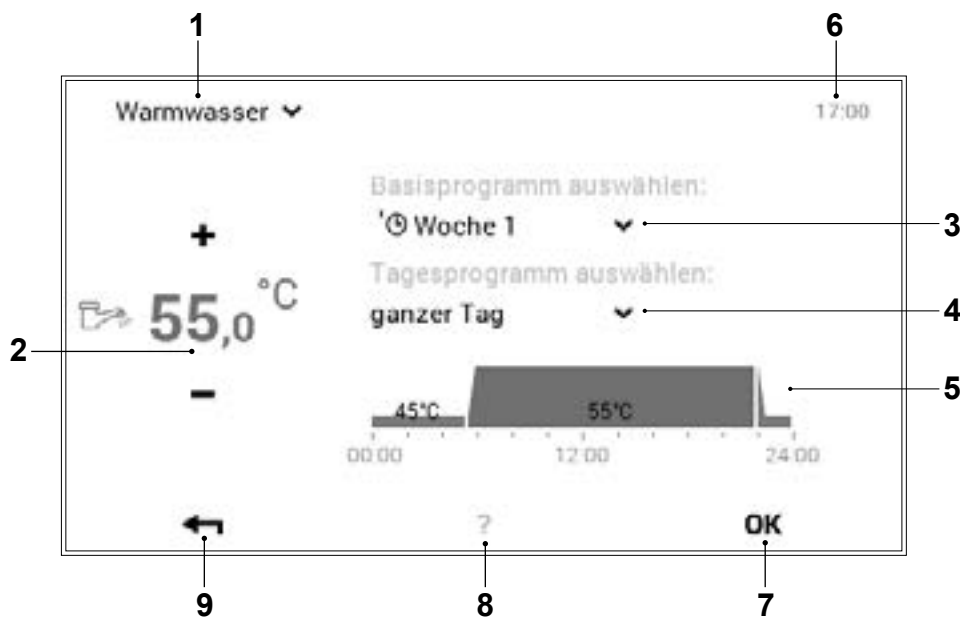 1 6
Warmwasser 17:00
Basisprogramm auswählen:
Woche 1 3
+
Tagesprogramm auswählen:
55,0 °C
ganzer Tag 4
2
− 5
45°C 55°C
00:00 12:00 24:00
? OK
9 8 7